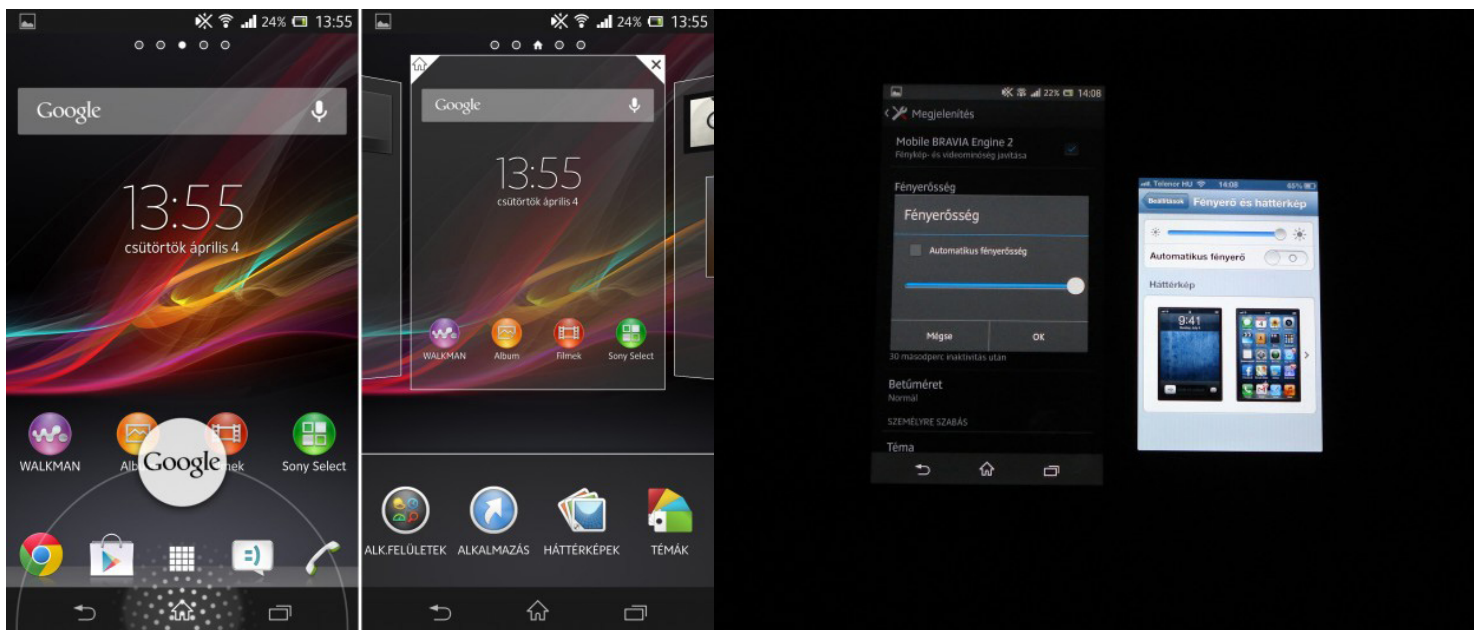 24% 13:55
Google
13:55
csütörtök április 4
WALKMAN
Sony Select
Google
24% 13:55
Google
13:55
csütörtök április 4
WALKMAN Album Filmek Sony Select
ALK.FELÜLETEK ALKALMAZÁS HÁTTÉRKÉPEK TÉMÁK
22% 14:08
Megjelenítés
Mobile BRAVIA Engine 2
Fénykép- és videominőség javítása
Fényerősség
Fényerősség
Automatikus fényerősség
Mégse OK
30 másodperc inaktivitás után
Betűméret
Normál
SZEMÉLYRE SZABÁS
Téma
Telenor HU 14:08 65%
Beállítások Fényerő és háttérkép
Automatikus fényerő
Háttérkép
9:41